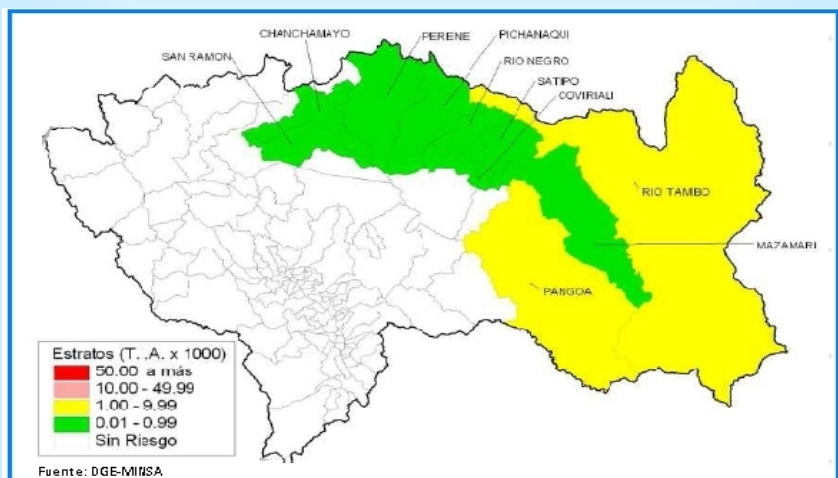 CHANCHAMAYO
PERENE
PICHANAQUI
SAN RAMON
RIO NEGRO
SATIPO
COVIRIALI
RIO TAMBO
MAZAMARI
PANGOA
Estratos (T...A. x 1000)
50.00 a más
10.00 - 49.99
1.00 - 9.99
0.01 - 0.99
Sin Riesgo
Fuente: DGE-MINSA